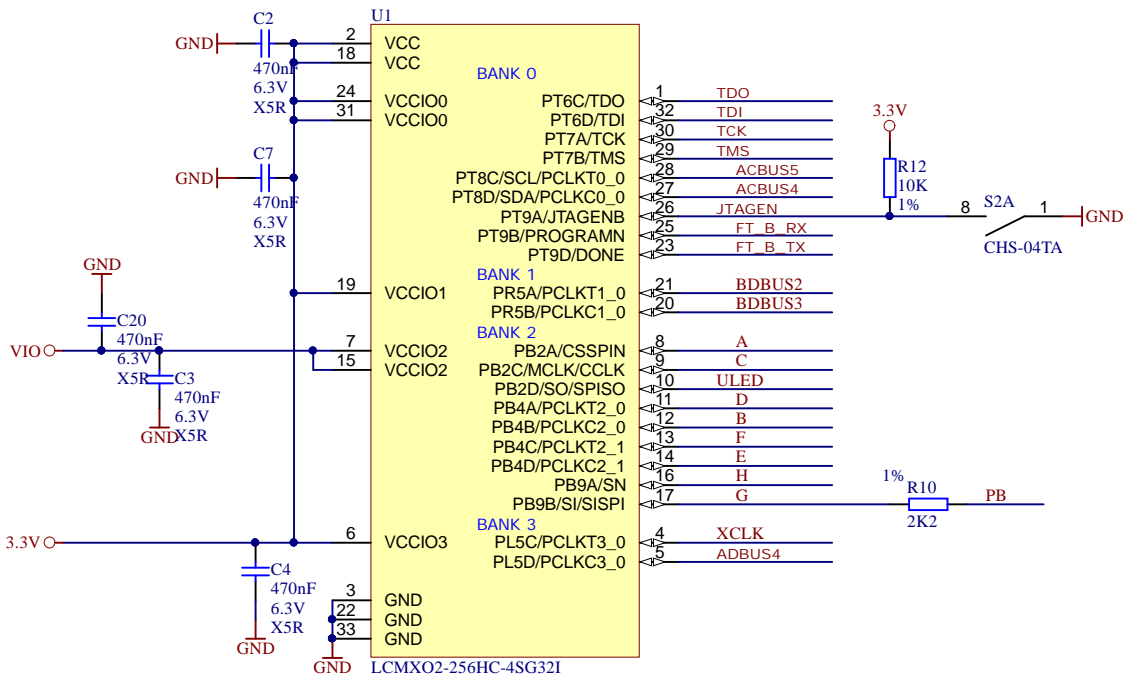 U1
C2
GND
470nF
6.3V
X5R
2
VCC
18
VCC
24
VCCIO0
31
VCCIO0
C7
GND
470nF
6.3V
X5R
GND
C20
470nF
6.3V
X5R
VIO
C3
470nF
6.3V
X5R
GND
19
VCCIO1
7
VCCIO2
15
VCCIO2
3.3V
6
VCCIO3
C4
470nF
6.3V
X5R
GND
3
GND
22
GND
33
GND
GND
LCMXO2-256HC-4SG32I
BANK 0
PT6C/TDO 1 TDO
PT6D/TDI 32 TDI
PT7A/TCK 30 TCK
PT7B/TMS 29 TMS
PT8C/SCL/PCLKT0_0 28 ACBUS5
PT8D/SDA/PCLKC0_0 27 ACBUS4
PT9A/JTAGENB 26 JTAGEN
PT9B/PROGRAMN 25 FT_B_RX
PT9D/DONE 23 FT_B_TX
BANK 1
PR5A/PCLKT1_0 21 BDBUS2
PR5B/PCLKC1_0 20 BDBUS3
BANK 2
PB2A/CSSPIN 8 A
PB2C/MCLK/CCLK 9 C
PB2D/SO/SPISO 10 ULED
PB4A/PCLKT2_0 11 D
PB4B/PCLKC2_0 12 B
PB4C/PCLKT2_1 13 F
PB4D/PCLKC2_1 14 E
PB9A/SN 16 H
PB9B/SI/SISPI 17 G
BANK 3
PL5C/PCLKT3_0 4 XCLK
PL5D/PCLKC3_0 5 ADBUS4
3.3V
R12
10K
1%
8
S2A
1
GND
CHS-04TA
1%
R10
2K2
PB